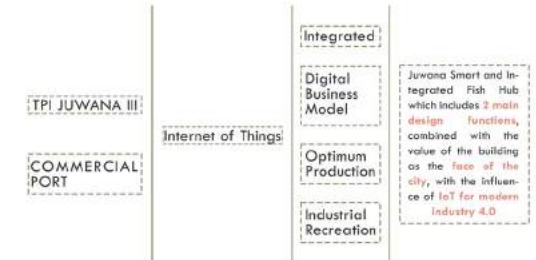 TPI JUWANA III
COMMERCIAL
PORT
Internet of Things
Integrated
Digital
Business
Model
Optimum
Production
Industrial
Recreation
Juwana Smart and In-
tegrated Fish Hub
which includes 2 main
design functions,
combined with the
value of the building
as the face of the
city, with the influen-
ce of IoT for modern
industry 4.0